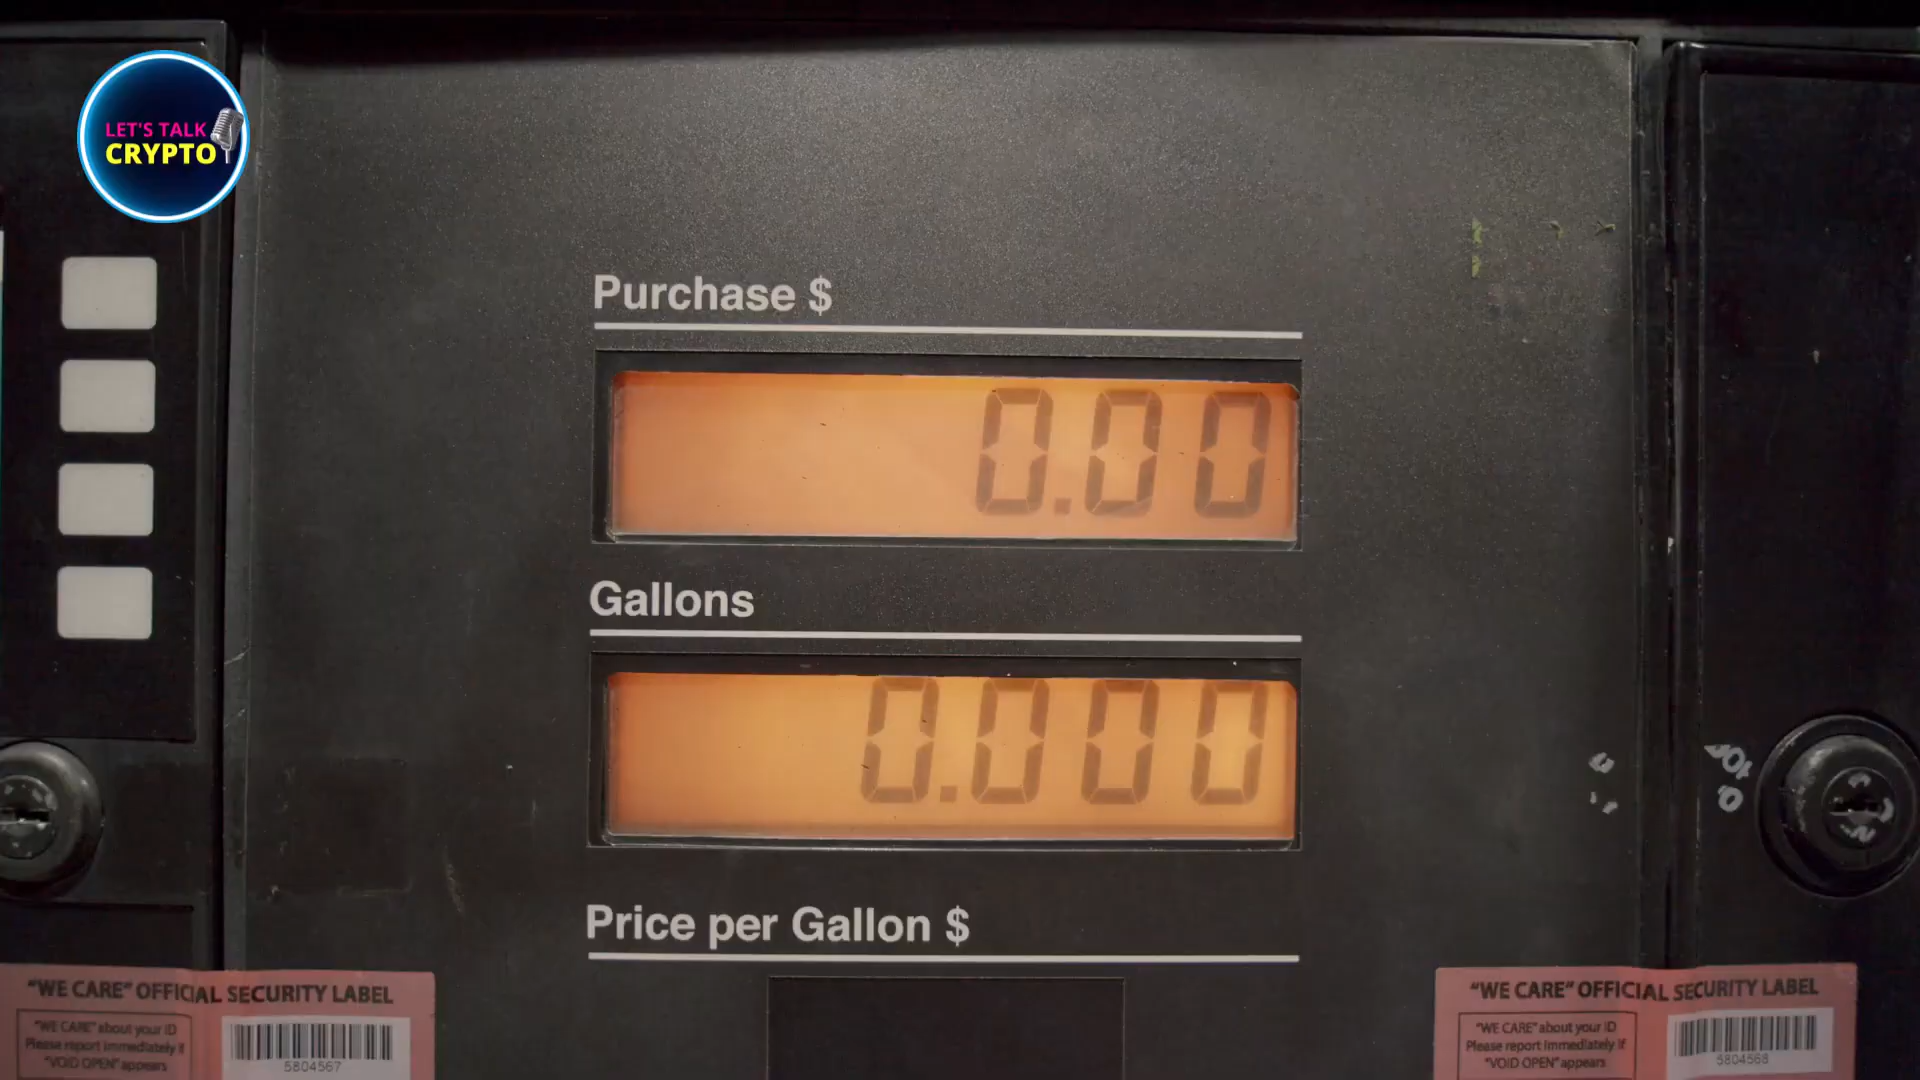 LET'S TALK
CRYPTO
Purchase $
0.00
Gallons
0.000
Price per Gallon $
"WE CARE" OFFICIAL SECURITY LABEL
"WE CARE" about your ID
Please report immediately if
"VOID OPEN" appears
5804567
"WE CARE" OFFICIAL SECURITY LABEL
"WE CARE" about your ID
Please report immediately if
"VOID OPEN" appears
5804568